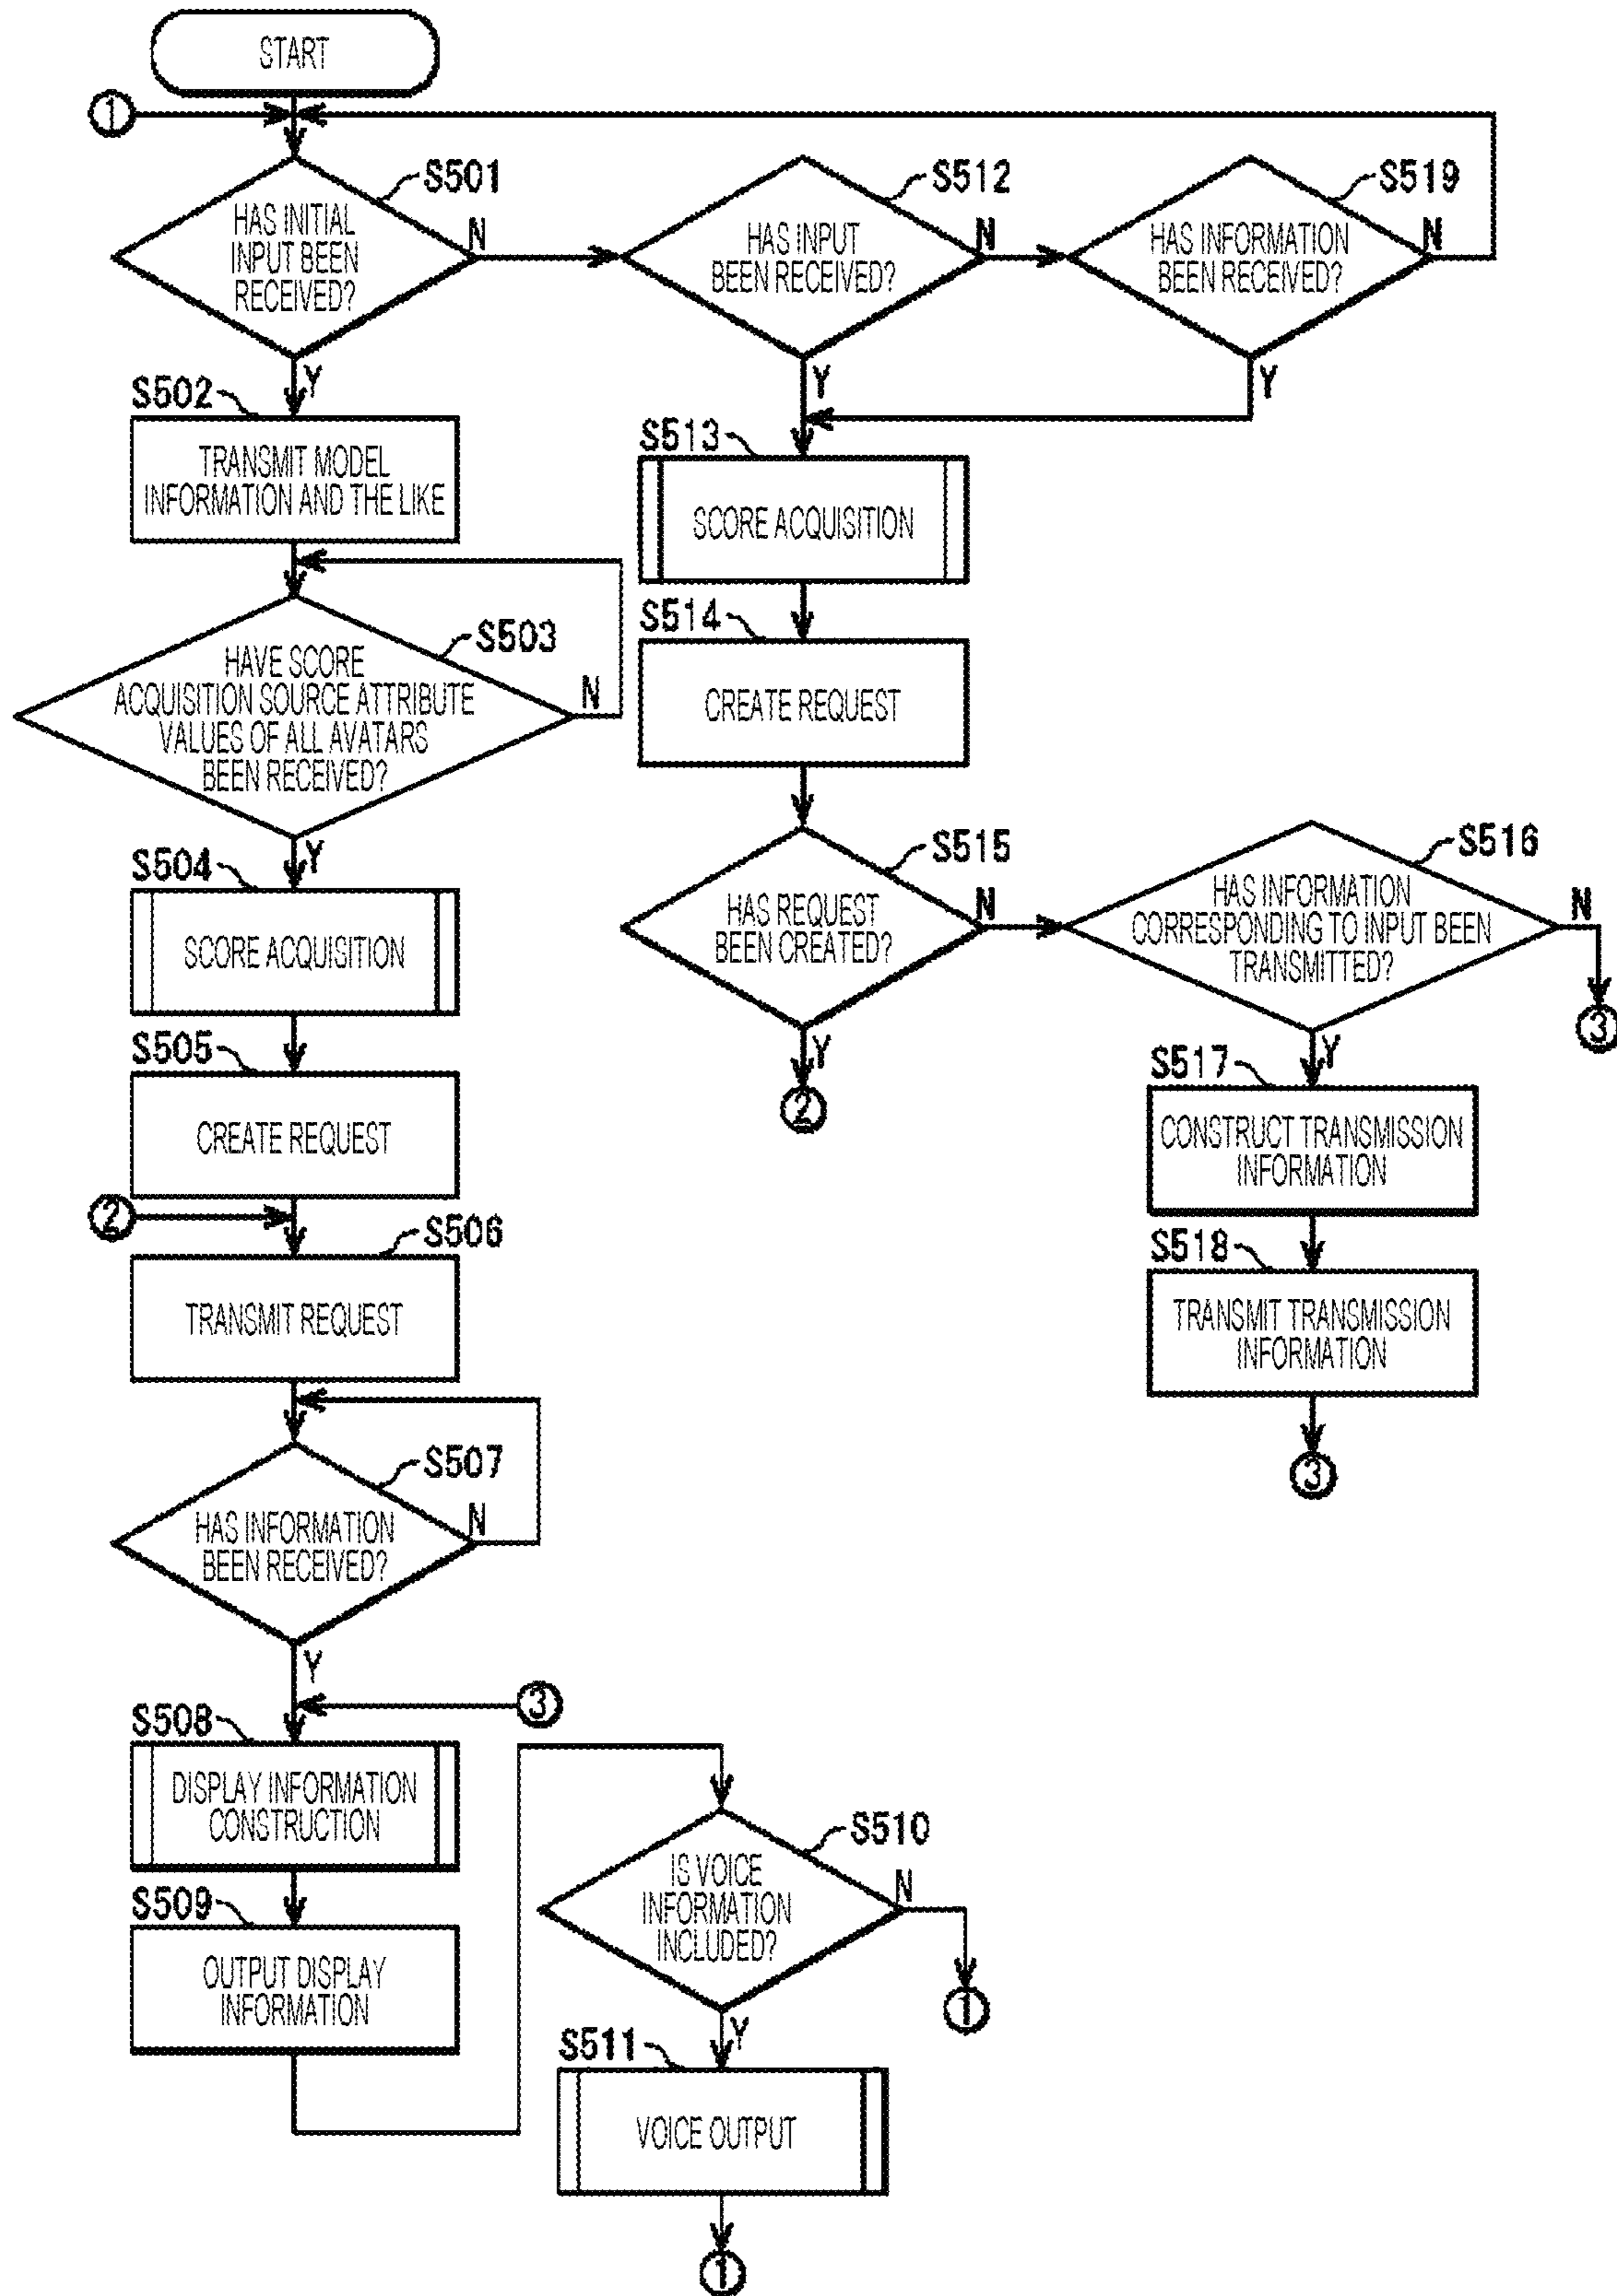 START
①
S501
HAS INITIAL
INPUT BEEN
RECEIVED?
N
Y
S512
HAS INPUT
BEEN RECEIVED?
N
Y
S519
HAS INFORMATION
BEEN RECEIVED?
N
Y
S502
TRANSMIT MODEL
INFORMATION AND THE LIKE
S503
HAVE SCORE
ACQUISITION SOURCE ATTRIBUTE
VALUES OF ALL AVATARS
BEEN RECEIVED?
N
Y
S504
SCORE ACQUISITION
S505
CREATE REQUEST
②
S506
TRANSMIT REQUEST
S507
HAS INFORMATION
BEEN RECEIVED?
N
Y
③
S508
DISPLAY INFORMATION
CONSTRUCTION
S509
OUTPUT DISPLAY
INFORMATION
S510
IS VOICE
INFORMATION
INCLUDED?
N
①
Y
S511
VOICE OUTPUT
①
S513
SCORE ACQUISITION
S514
CREATE REQUEST
S515
HAS REQUEST
BEEN CREATED?
N
Y
②
S516
HAS INFORMATION
CORRESPONDING TO INPUT BEEN
TRANSMITTED?
N
③
Y
S517
CONSTRUCT TRANSMISSION
INFORMATION
S518
TRANSMIT TRANSMISSION
INFORMATION
③